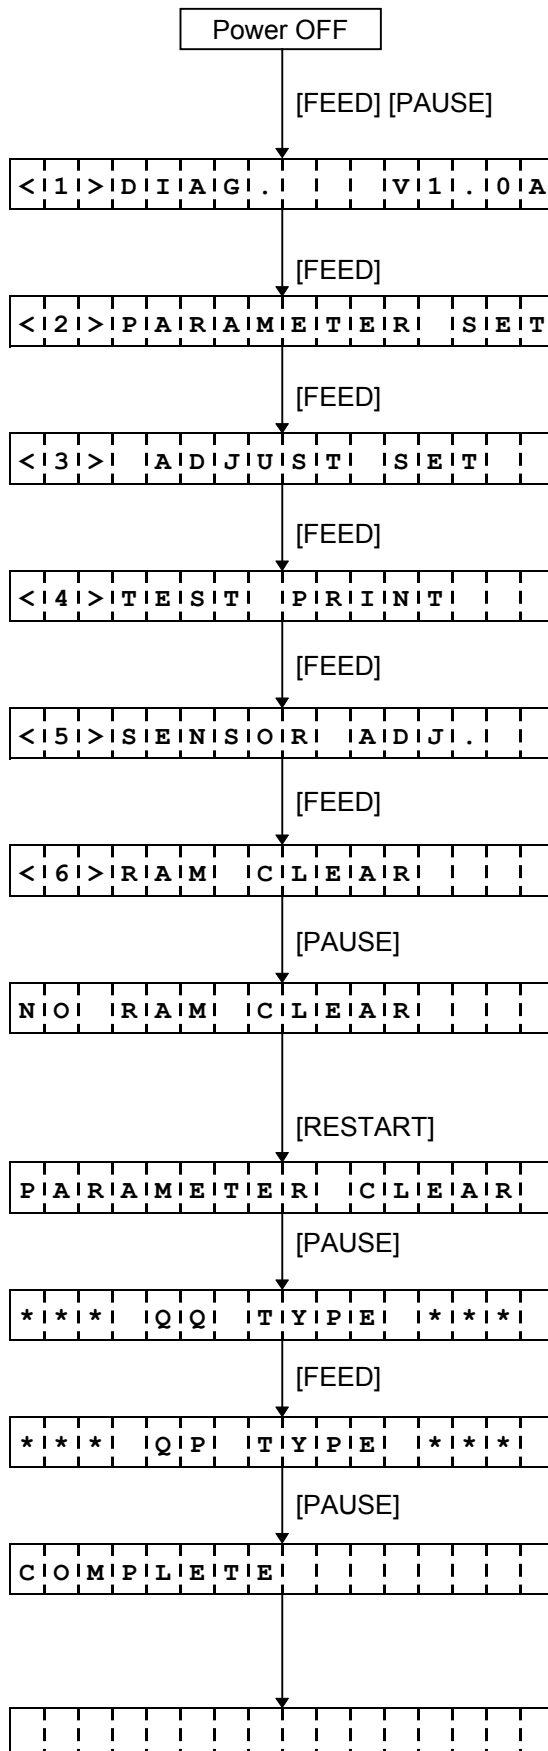 Power OFF
[FEED] [PAUSE]
<1>DIAG.   V1.0A
[FEED]
<2>PARAMETER SET
[FEED]
<3> ADJUST SET
[FEED]
<4>TEST PRINT
[FEED]
<5>SENSOR ADJ.
[FEED]
<6>RAM CLEAR
[PAUSE]
NO RAM CLEAR
[RESTART]
PARAMETER CLEAR
[PAUSE]
*** QQ TYPE ***
[FEED]
*** QP TYPE ***
[PAUSE]
COMPLETE